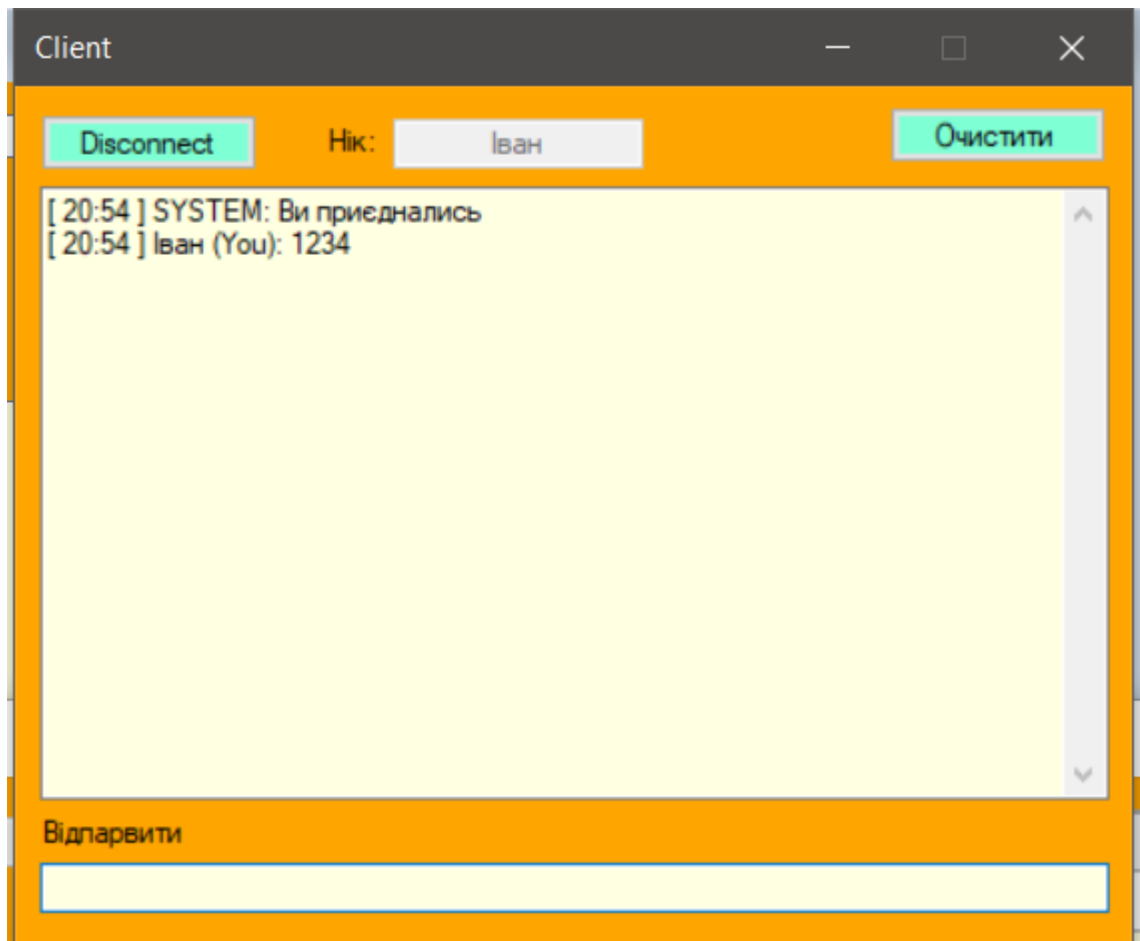 Client
Disconnect Нік: Іван Очистити
[ 20:54 ] SYSTEM: Ви приєднались
[ 20:54 ] Іван (You): 1234
Відпарвити